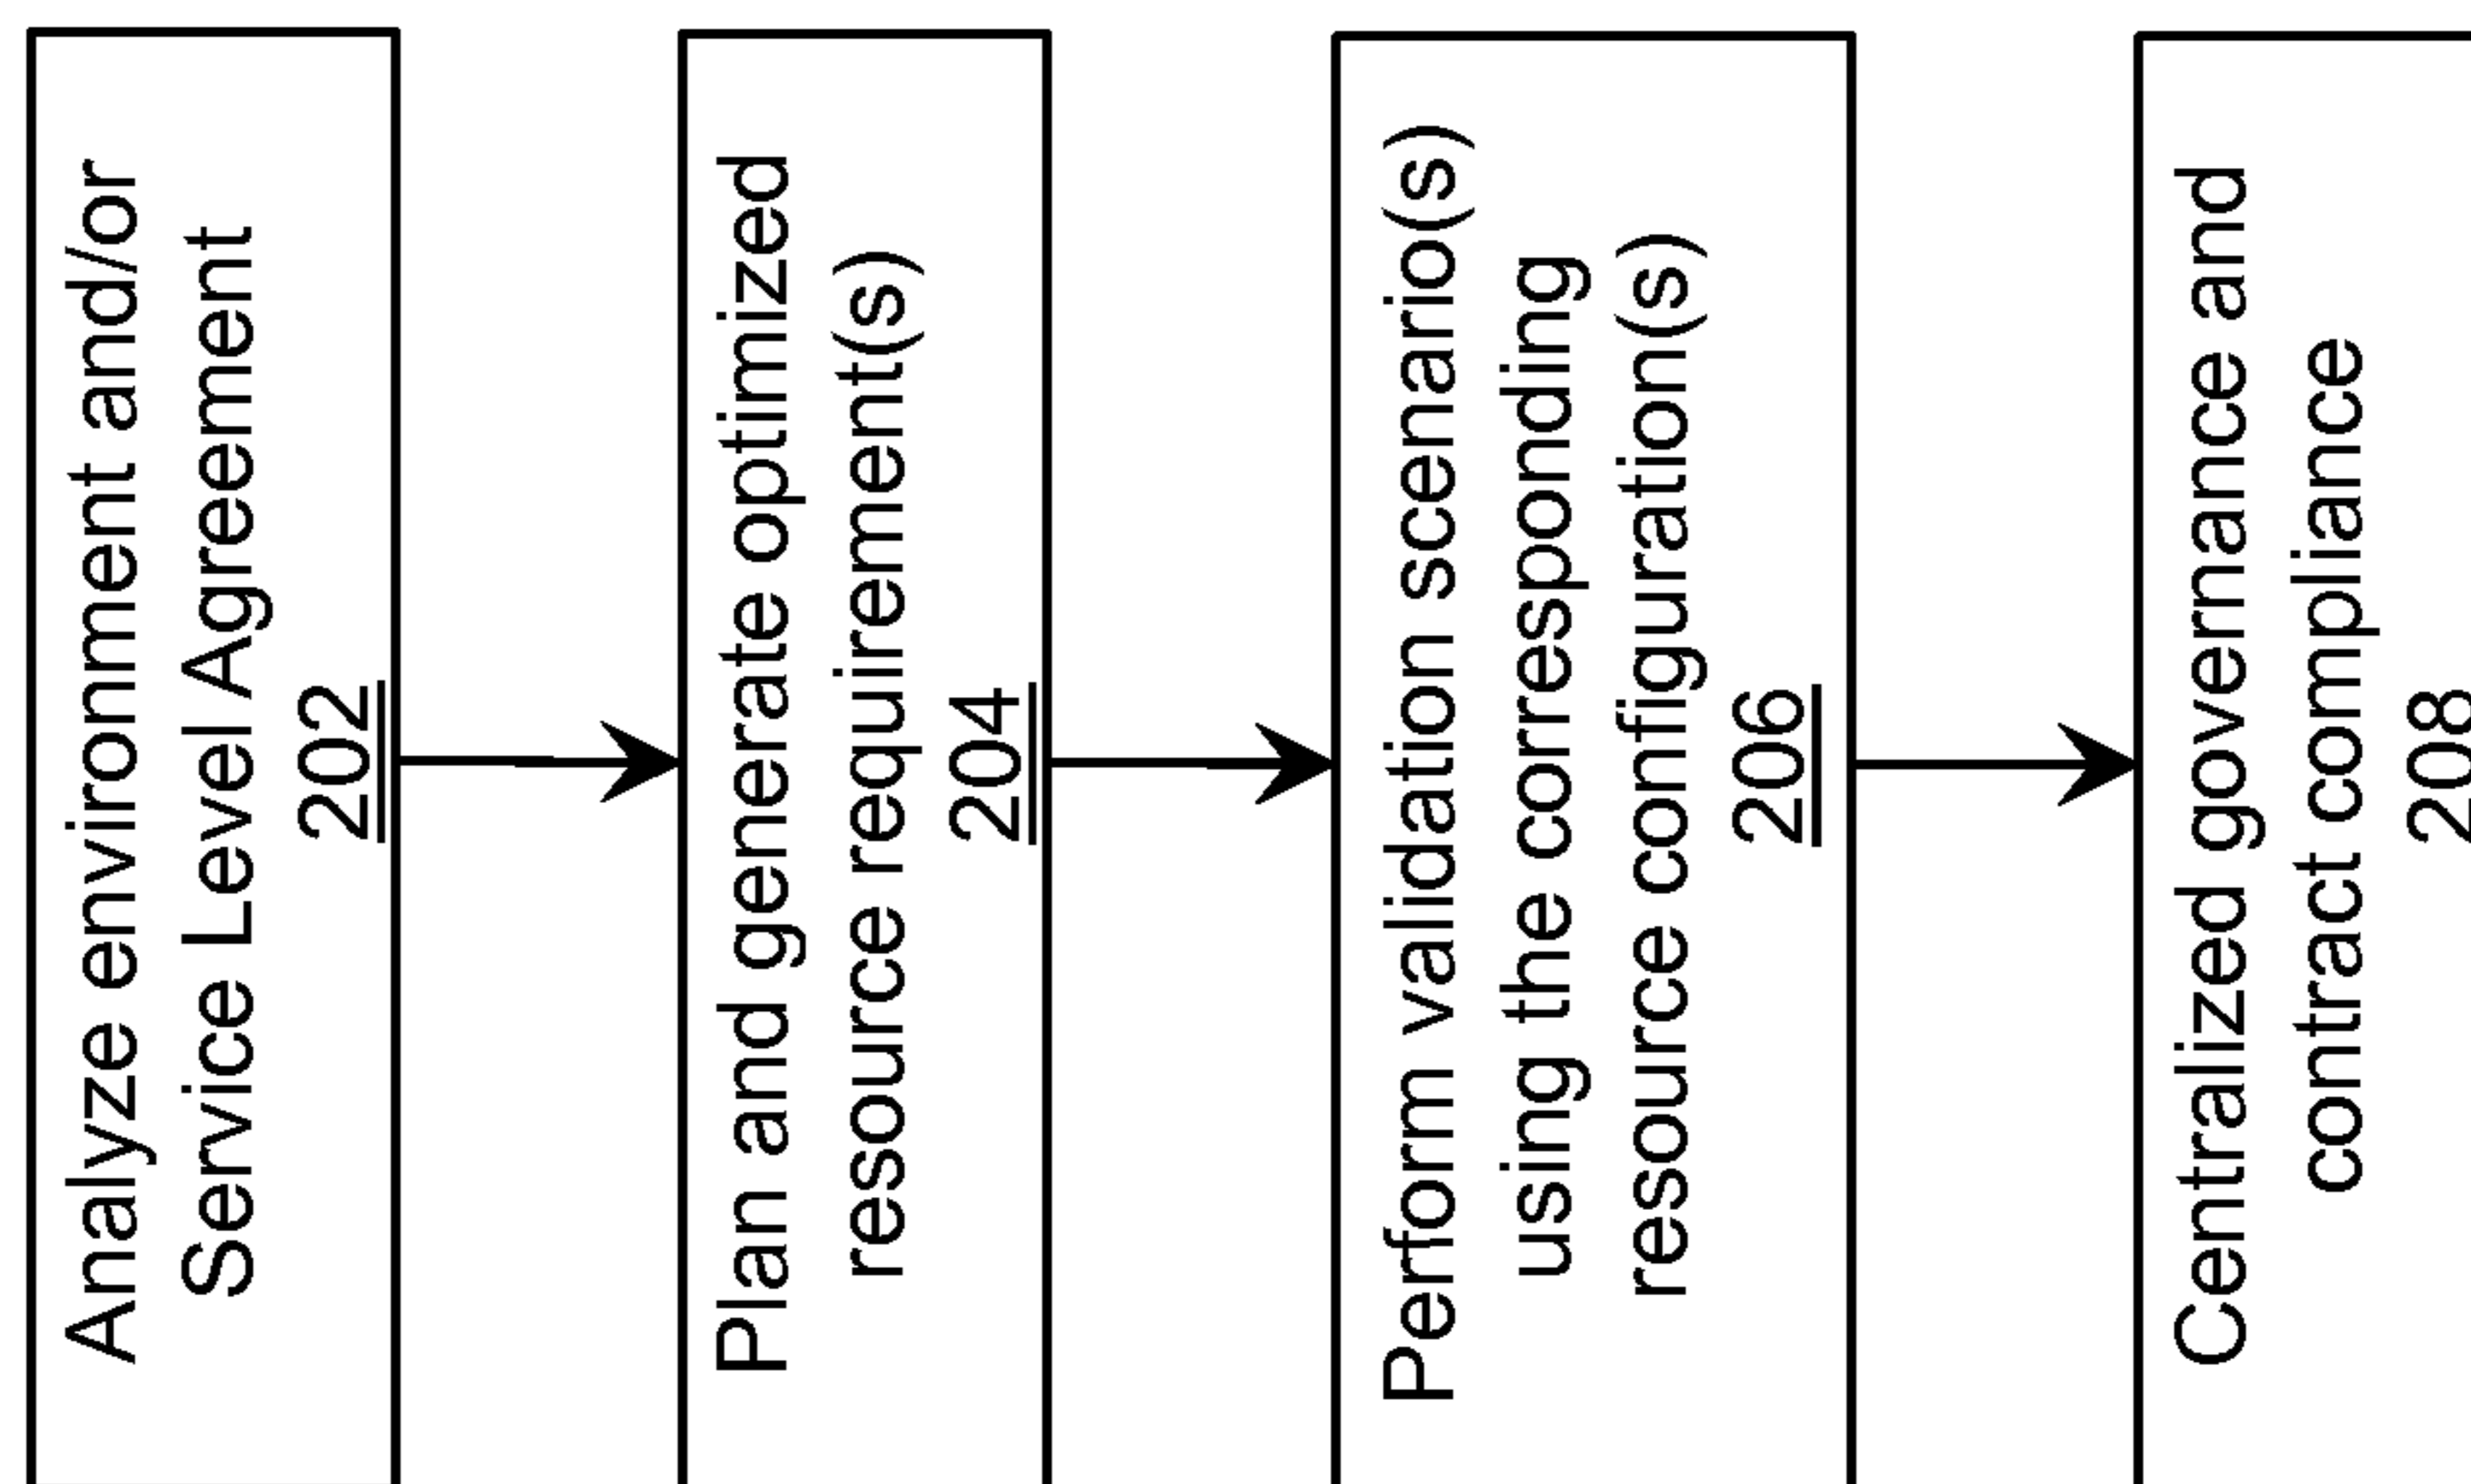 Analyze environment and/or
Service Level Agreement
202
Plan and generate optimized
resource requirement(s)
204
Perform validation scenario(s)
using the corresponding
resource configuration(s)
206
Centralized governance and
contract compliance
208